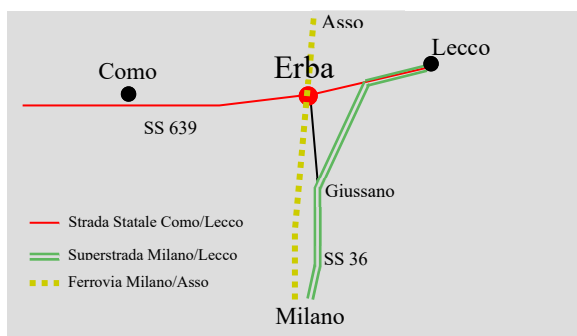 Asso
Lecco
Como
Erba
SS 639
Giussano
Strada Statale Como/Lecco
Superstrada Milano/Lecco
SS 36
Ferrovia Milano/Asso
Milano